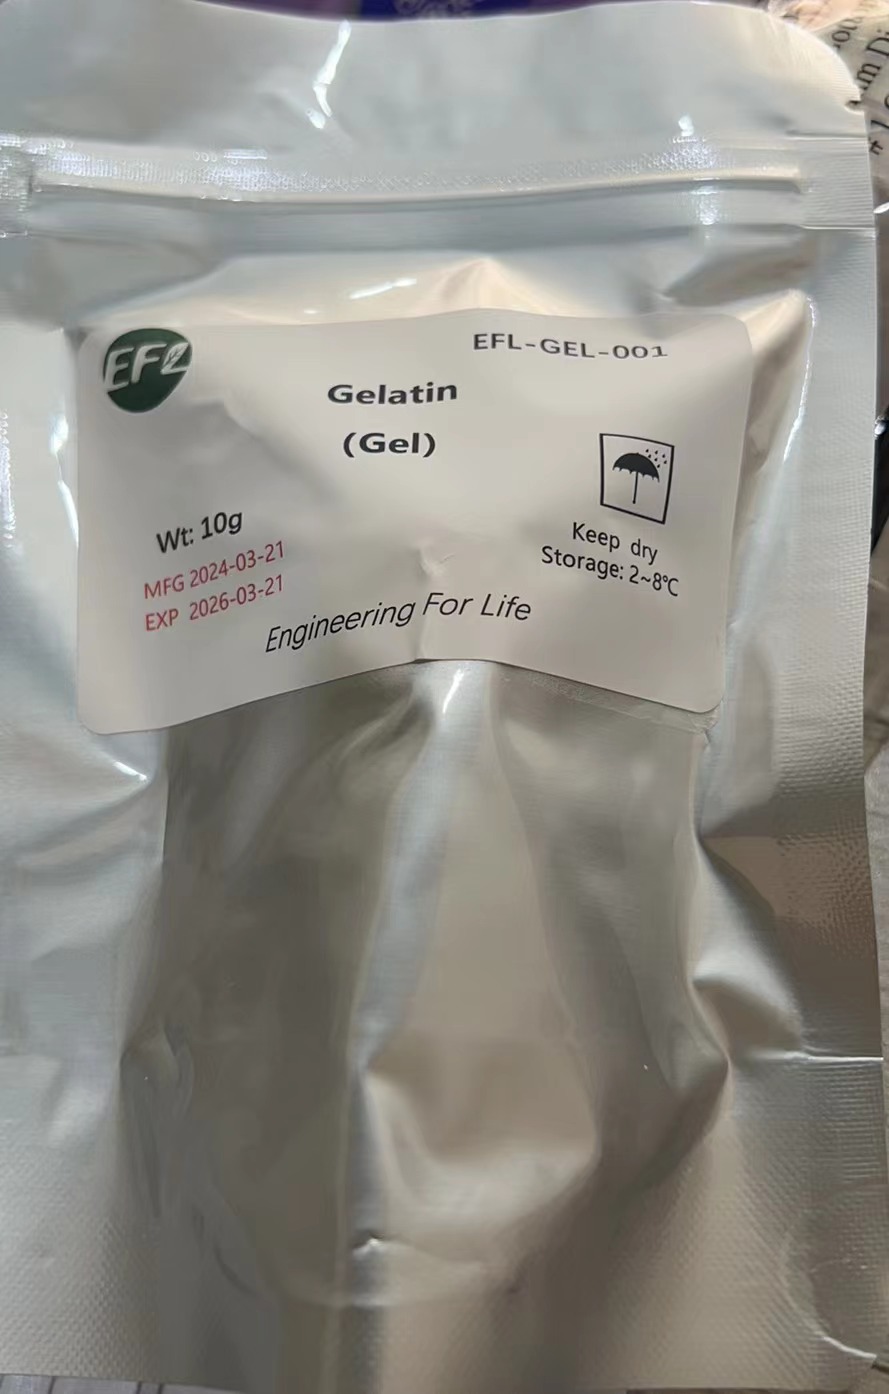 EFL
EFL-GEL-001
Gelatin
(Gel)
Wt: 10g
MFG 2024-03-21
EXP 2026-03-21
Keep dry
Storage: 2~8℃
Engineering For Life